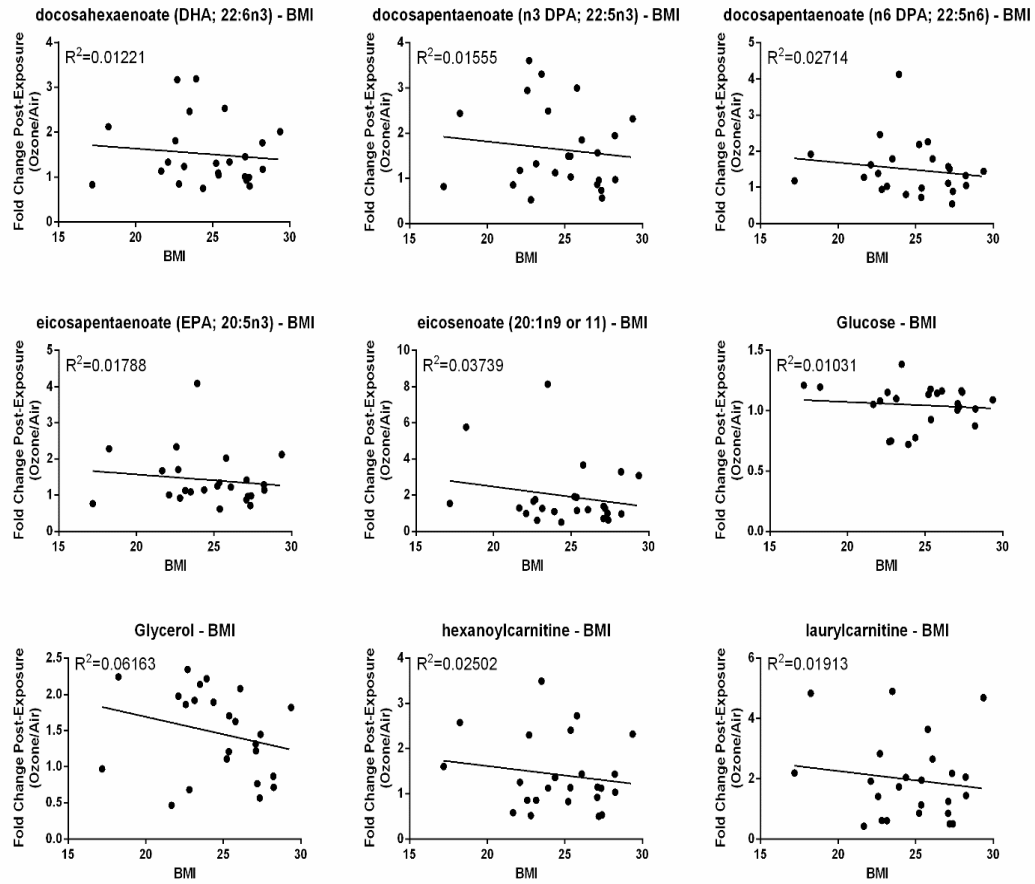 docosahexaenoate (DHA; 22:6n3) - BMI
Fold Change Post-Exposure
(Ozone/Air)
R²=0.01221
4
3
2
1
0
15 20 25 30
BMI
docosapentaenoate (n3 DPA; 22:5n3) - BMI
Fold Change Post-Exposure
(Ozone/Air)
R²=0.01555
4
3
2
1
0
15 20 25 30
BMI
docosapentaenoate (n6 DPA; 22:5n6) - BMI
Fold Change Post-Exposure
(Ozone/Air)
R²=0.02714
5
4
3
2
1
0
15 20 25 30
BMI
eicosapentaenoate (EPA; 20:5n3) - BMI
Fold Change Post-Exposure
(Ozone/Air)
R²=0.01788
5
4
3
2
1
0
15 20 25 30
BMI
eicosenoate (20:1n9 or 11) - BMI
Fold Change Post-Exposure
(Ozone/Air)
R²=0.03739
10
8
6
4
2
0
15 20 25 30
BMI
Glucose - BMI
Fold Change Post-Exposure
(Ozone/Air)
R²=0.01031
1.5
1.0
0.5
0.0
15 20 25 30
BMI
Glycerol - BMI
Fold Change Post-Exposure
(Ozone/Air)
R²=0.06163
2.5
2.0
1.5
1.0
0.5
0.0
15 20 25 30
BMI
hexanoylcarnitine - BMI
Fold Change Post-Exposure
(Ozone/Air)
R²=0.02502
4
3
2
1
0
15 20 25 30
BMI
laurylcarnitine - BMI
Fold Change Post-Exposure
(Ozone/Air)
R²=0.01913
6
4
2
0
15 20 25 30
BMI